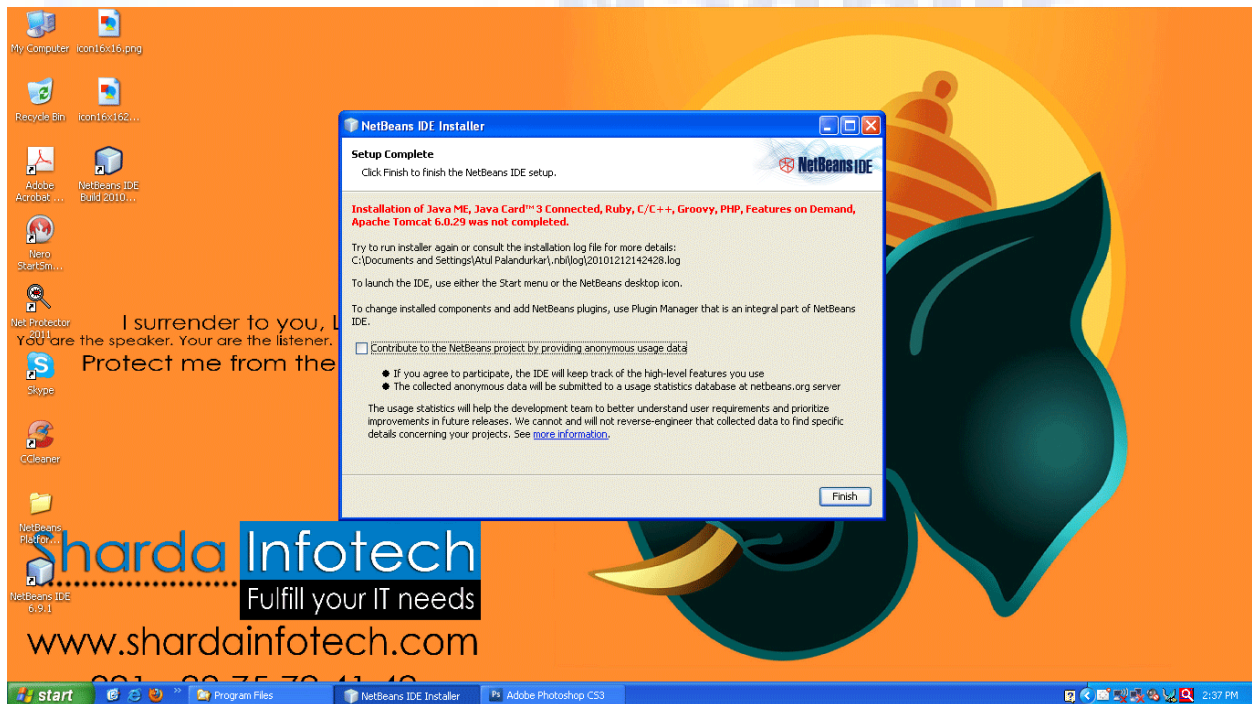 My Computer
icon16x16.png
Recycle Bin
icon16x162...
Adobe
Acrobat ...
NetBeans IDE
Build 2010...
Nero
StartSm...
Net Protector
2011
Skype
CCleaner
NetBeans
Platfor...
NetBeans IDE
6.9.1
I surrender to you, L
You are the speaker. Your are the listener.
Protect me from the
NetBeans IDE Installer
Setup Complete
Click Finish to finish the NetBeans IDE setup.
NetBeans IDE
Installation of Java ME, Java Card™ 3 Connected, Ruby, C/C++, Groovy, PHP, Features on Demand,
Apache Tomcat 6.0.29 was not completed.
Try to run installer again or consult the installation log file for more details:
C:\Documents and Settings\Atul Palandurkar\.nbi\log\20101212142428.log
To launch the IDE, use either the Start menu or the NetBeans desktop icon.
To change installed components and add NetBeans plugins, use Plugin Manager that is an integral part of NetBeans
IDE.
Contribute to the NetBeans project by providing anonymous usage data
If you agree to participate, the IDE will keep track of the high-level features you use
The collected anonymous data will be submitted to a usage statistics database at netbeans.org server
The usage statistics will help the development team to better understand user requirements and prioritize
improvements in future releases. We cannot and will not reverse-engineer that collected data to find specific
details concerning your projects. See more information.
Finish
Sharda Infotech
Fulfill your IT needs
www.shardainfotech.com
start
Program Files
NetBeans IDE Installer
Adobe Photoshop CS3
2:37 PM